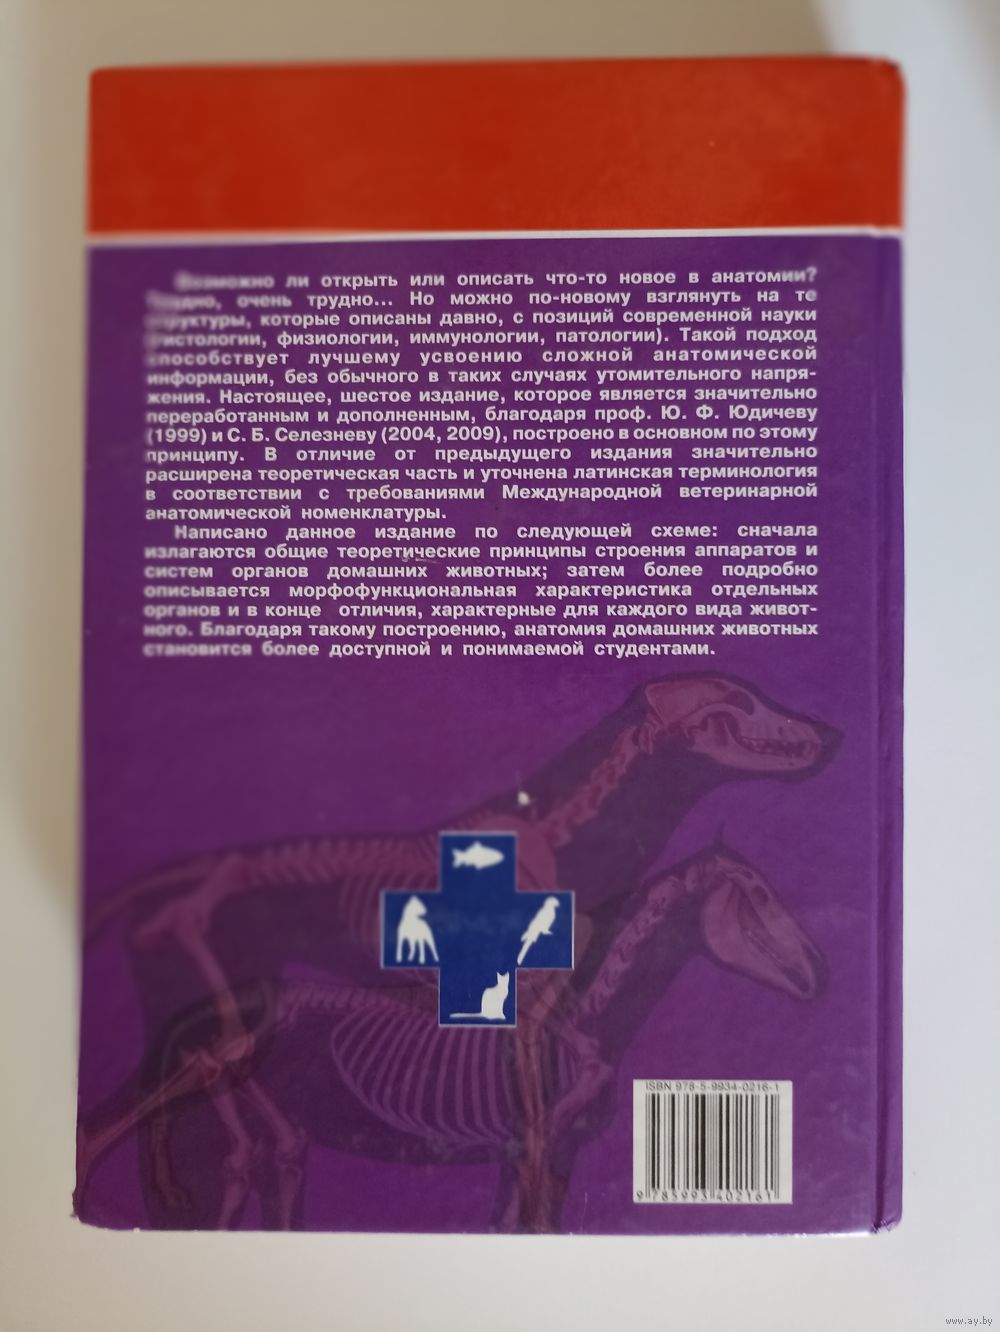 Возможно ли открыть или описать что-то новое в анатомии?
Трудно, очень трудно... Но можно по-новому взглянуть на те
структуры, которые описаны давно, с позиций современной науки
(гистологии, физиологии, иммунологии, патологии). Такой подход
способствует лучшему усвоению сложной анатомической
информации, без обычного в таких случаях утомительного напря-
жения. Настоящее, шестое издание, которое является значительно
переработанным и дополненным, благодаря проф. Ю. Ф. Юдичеву
(1999) и С. Б. Селезневу (2004, 2009), построено в основном по этому
принципу. В отличие от предыдущего издания значительно
расширена теоретическая часть и уточнена латинская терминология
в соответствии с требованиями Международной ветеринарной
анатомической номенклатуры.
Написано данное издание по следующей схеме: сначала
излагаются общие теоретические принципы строения аппаратов и
систем органов домашних животных; затем более подробно
описывается морфофункциональная характеристика отдельных
органов и в конце отличия, характерные для каждого вида живот-
ного. Благодаря такому построению, анатомия домашних животных
становится более доступной и понимаемой студентами.
ISBN 978-5-9934-0216-1
9 785993 402161
www.ay.by